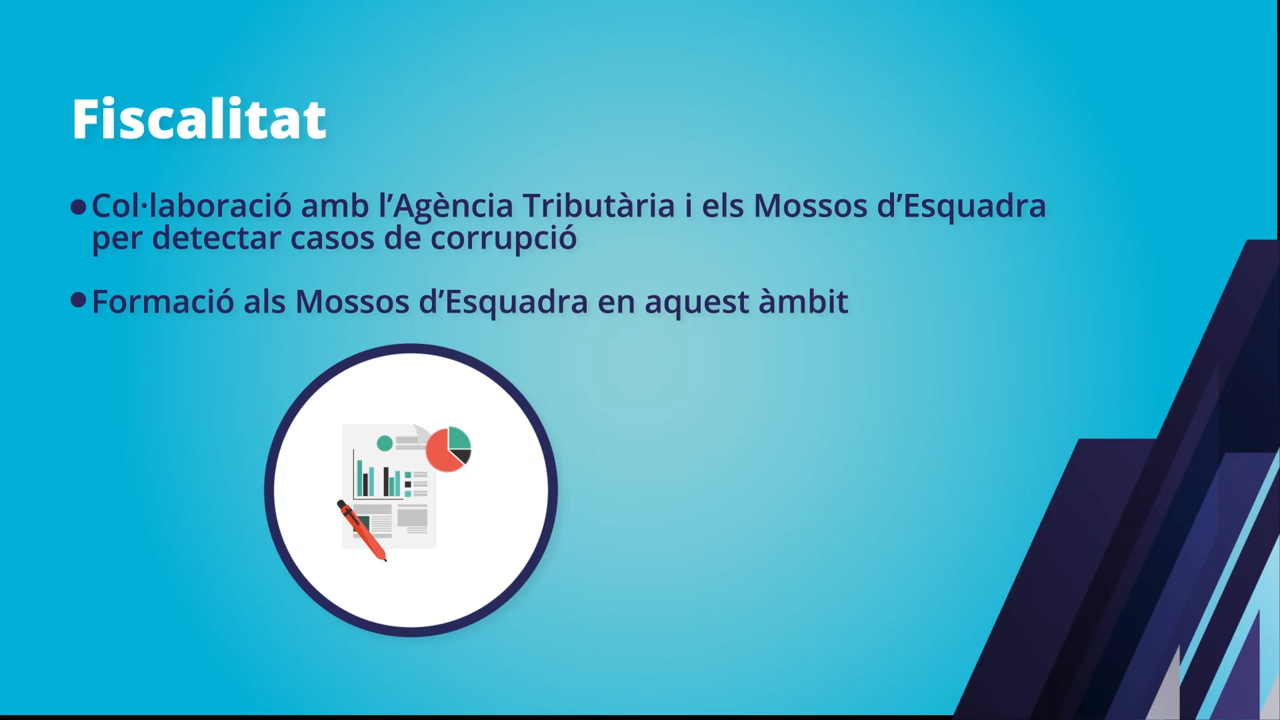 Fiscalitat
•Col·laboració amb l’Agència Tributària i els Mossos d’Esquadra
per detectar casos de corrupció
•Formació als Mossos d’Esquadra en aquest àmbit